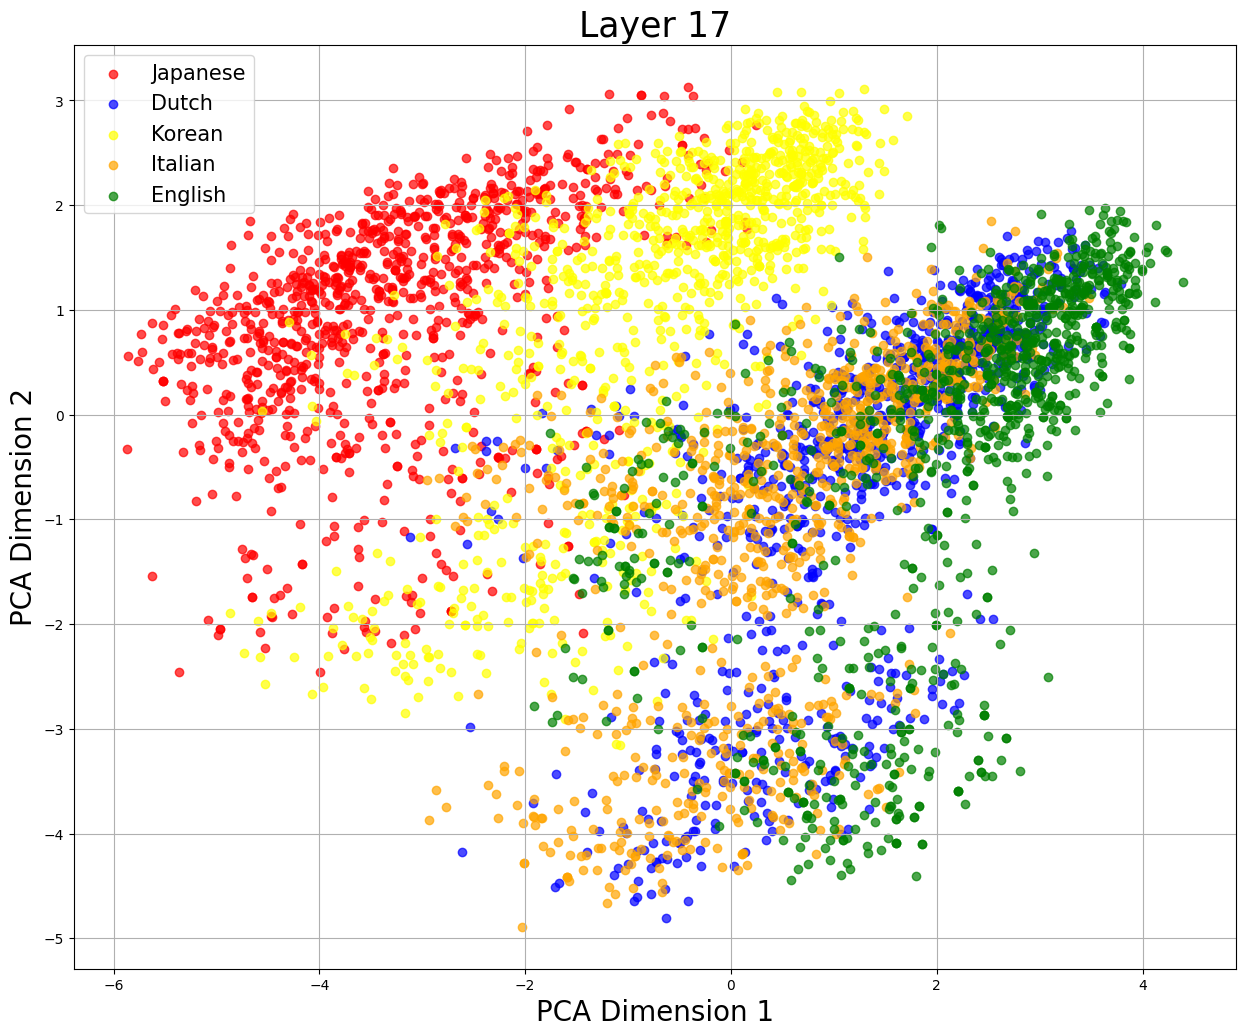 Layer 17
Japanese
Dutch
Korean
Italian
English
3
2
1
0
−1
−2
−3
−4
−5
PCA Dimension 2
−6
−4
−2
0
2
4
PCA Dimension 1